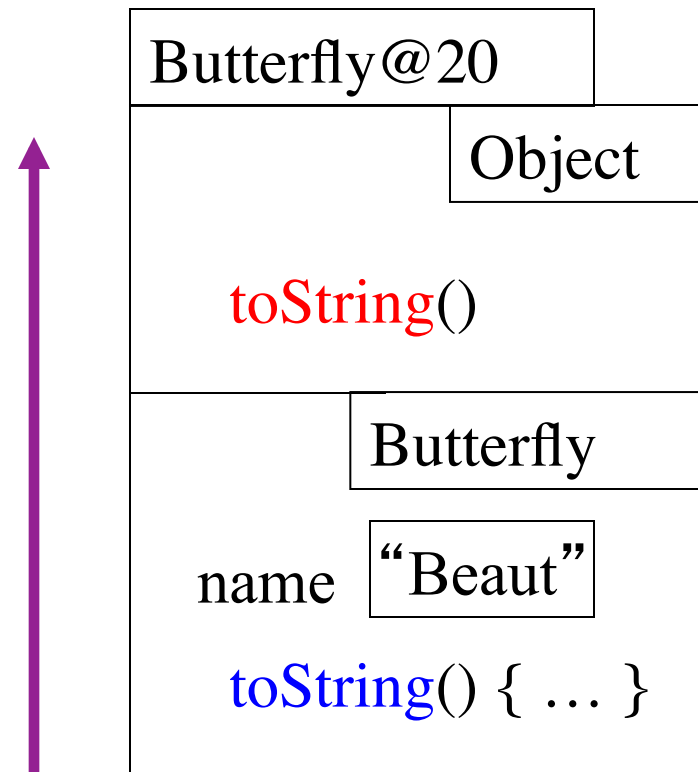 Butterfly@20
Object
toString()
Butterfly
name “Beaut”
toString() { … }